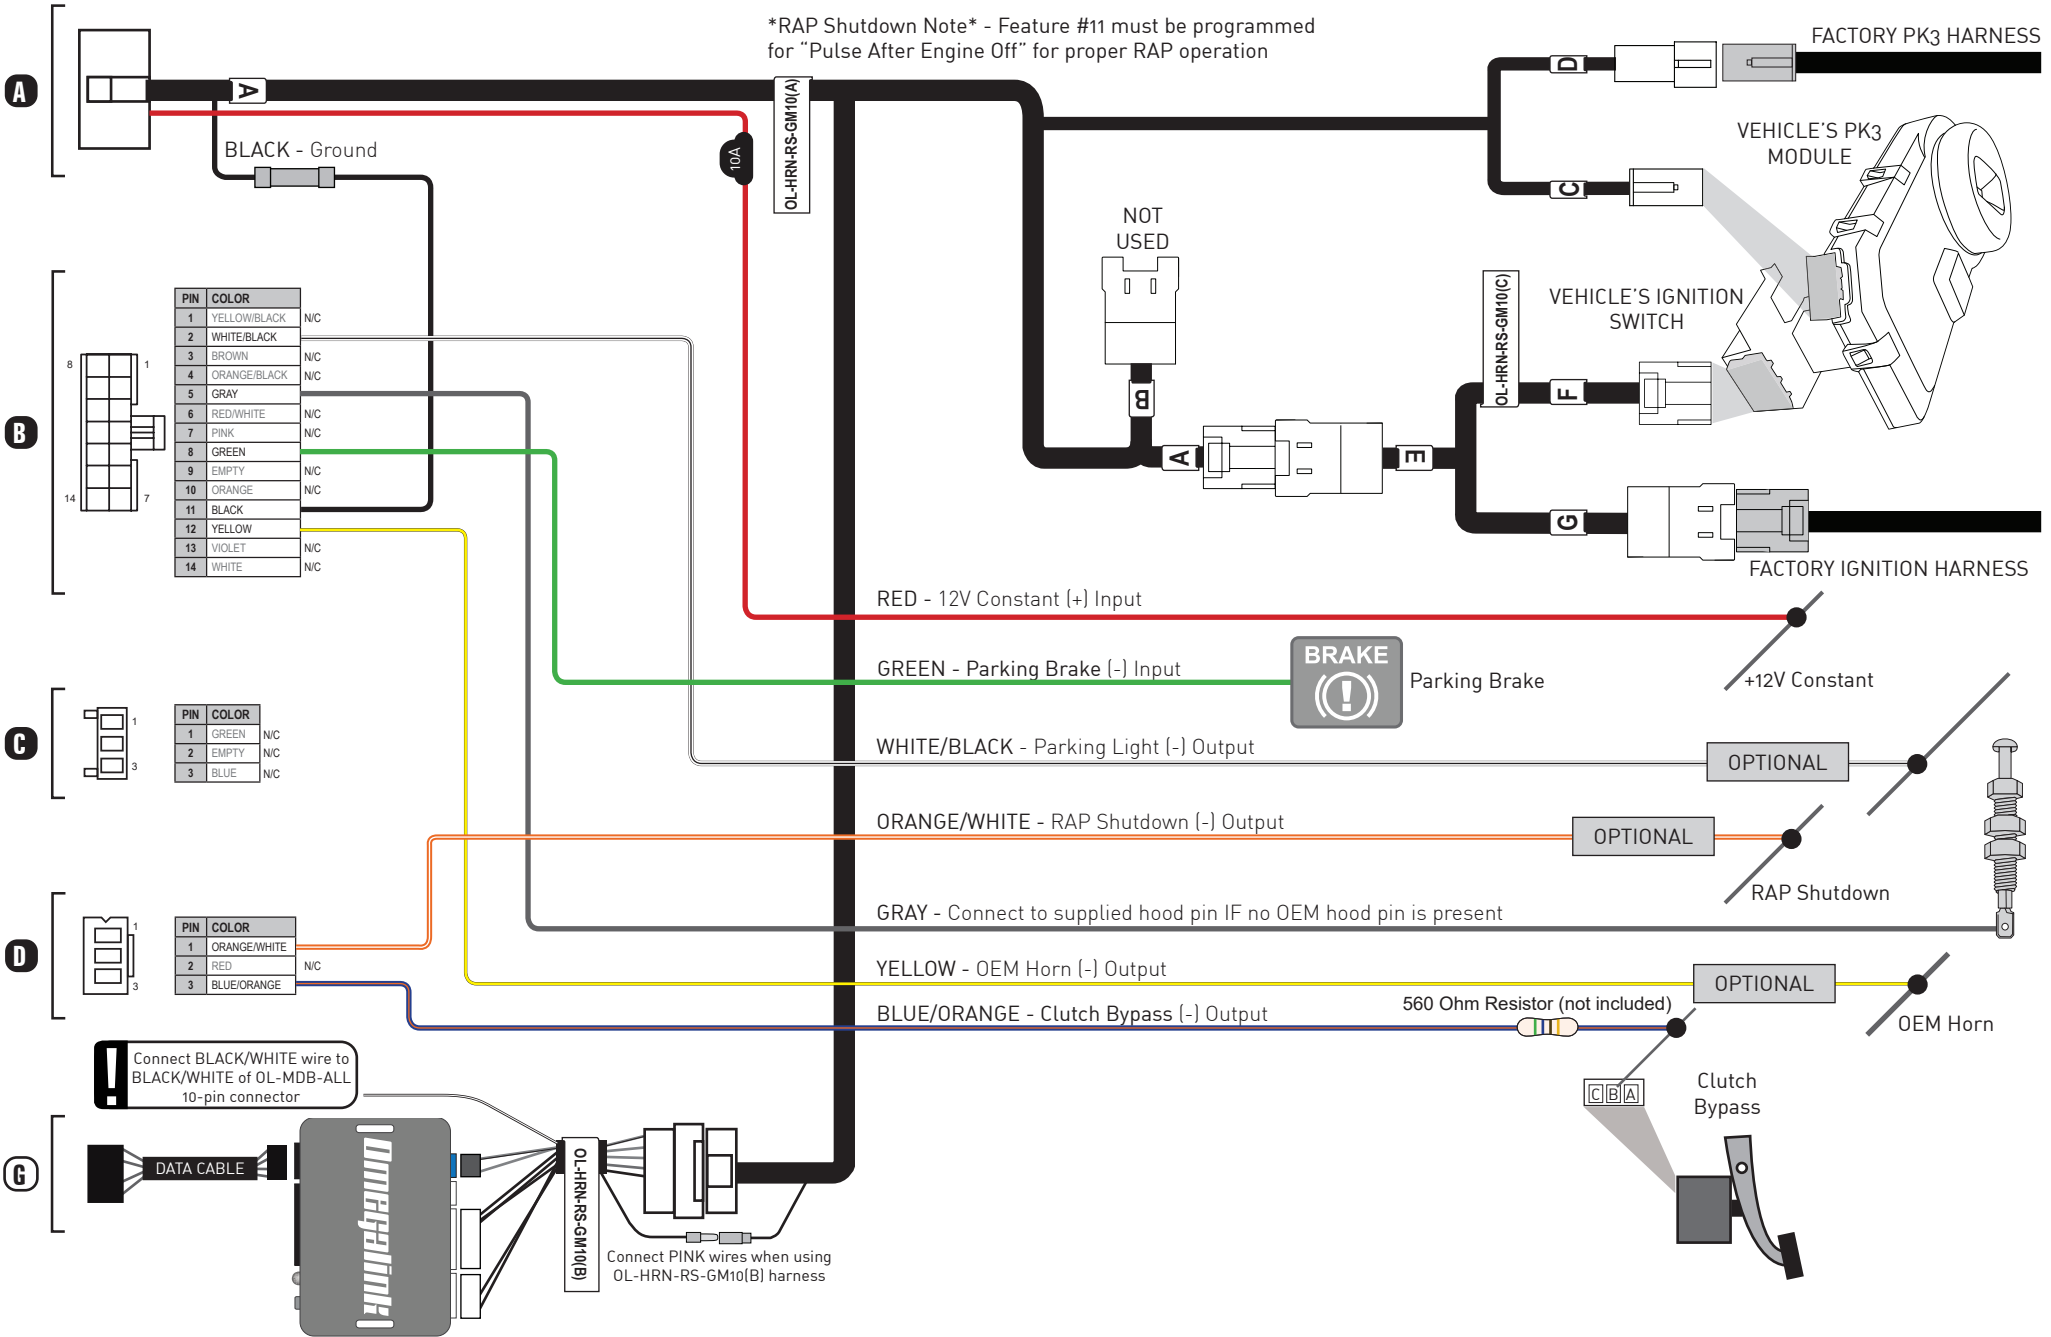 *RAP Shutdown Note* - Feature #11 must be programmed
for “Pulse After Engine Off” for proper RAP operation
FACTORY PK3 HARNESS
A
A
OL-HRN-RS-GM10(A)
D
BLACK - Ground
10A
VEHICLE'S PK3
MODULE
C
NOT
USED
B
A
E
OL-HRN-RS-GM10(C)
VEHICLE'S IGNITION
SWITCH
F
G
FACTORY IGNITION HARNESS
B
8
1
14
7
PIN COLOR
1 YELLOW/BLACK N/C
2 WHITE/BLACK
3 BROWN N/C
4 ORANGE/BLACK N/C
5 GRAY
6 RED/WHITE N/C
7 PINK N/C
8 GREEN
9 EMPTY N/C
10 ORANGE N/C
11 BLACK
12 YELLOW
13 VIOLET N/C
14 WHITE N/C
RED - 12V Constant (+) Input
+12V Constant
GREEN - Parking Brake (-) Input
BRAKE
(!)
Parking Brake
C
1
3
PIN COLOR
1 GREEN N/C
2 EMPTY N/C
3 BLUE N/C
WHITE/BLACK - Parking Light (-) Output
OPTIONAL
ORANGE/WHITE - RAP Shutdown (-) Output
OPTIONAL
RAP Shutdown
D
1
3
PIN COLOR
1 ORANGE/WHITE
2 RED N/C
3 BLUE/ORANGE
GRAY - Connect to supplied hood pin IF no OEM hood pin is present
YELLOW - OEM Horn (-) Output
OPTIONAL
OEM Horn
BLUE/ORANGE - Clutch Bypass (-) Output
560 Ohm Resistor (not included)
C B A
Clutch
Bypass
!
Connect BLACK/WHITE wire to
BLACK/WHITE of OL-MDB-ALL
10-pin connector
G
DATA CABLE
Omegalink
OL-HRN-RS-GM10(B)
Connect PINK wires when using
OL-HRN-RS-GM10(B) harness